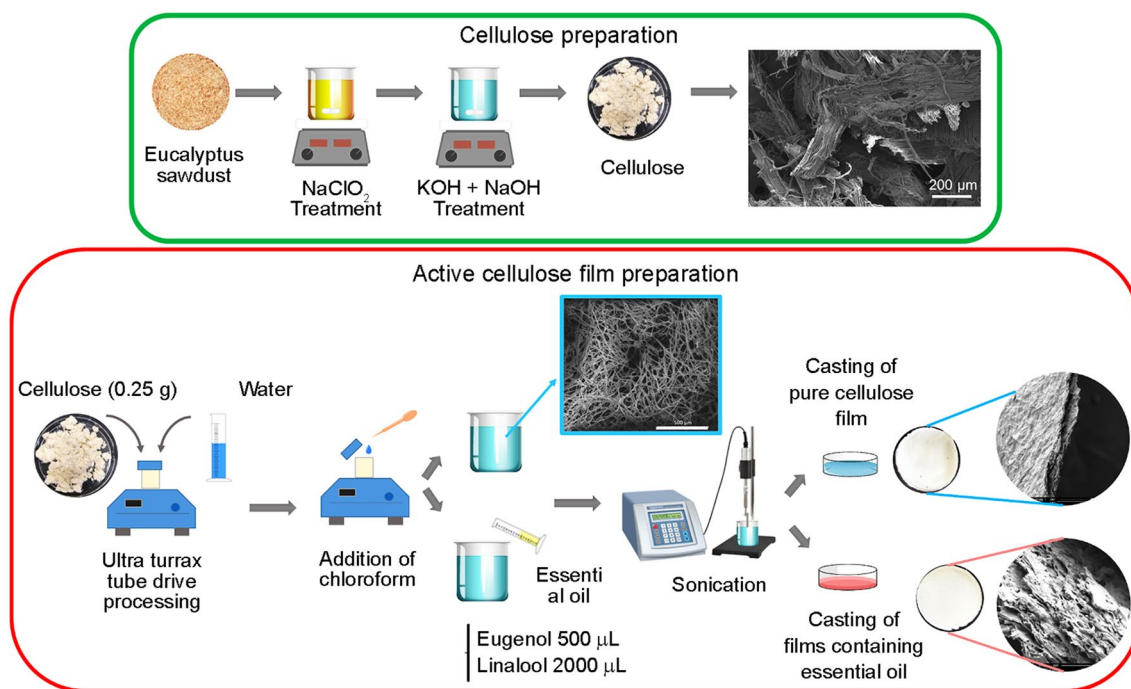 Cellulose preparation
Eucalyptus
sawdust
NaClO₂
Treatment
KOH + NaOH
Treatment
Cellulose
200 µm
Active cellulose film preparation
Cellulose (0.25 g)
Water
Ultra turrax
tube drive
processing
Addition of
chloroform
500 µm
Essenti
al oil
Eugenol 500 µL
Linalool 2000 µL
Sonication
Casting of
pure cellulose
film
Casting of
films containing
essential oil